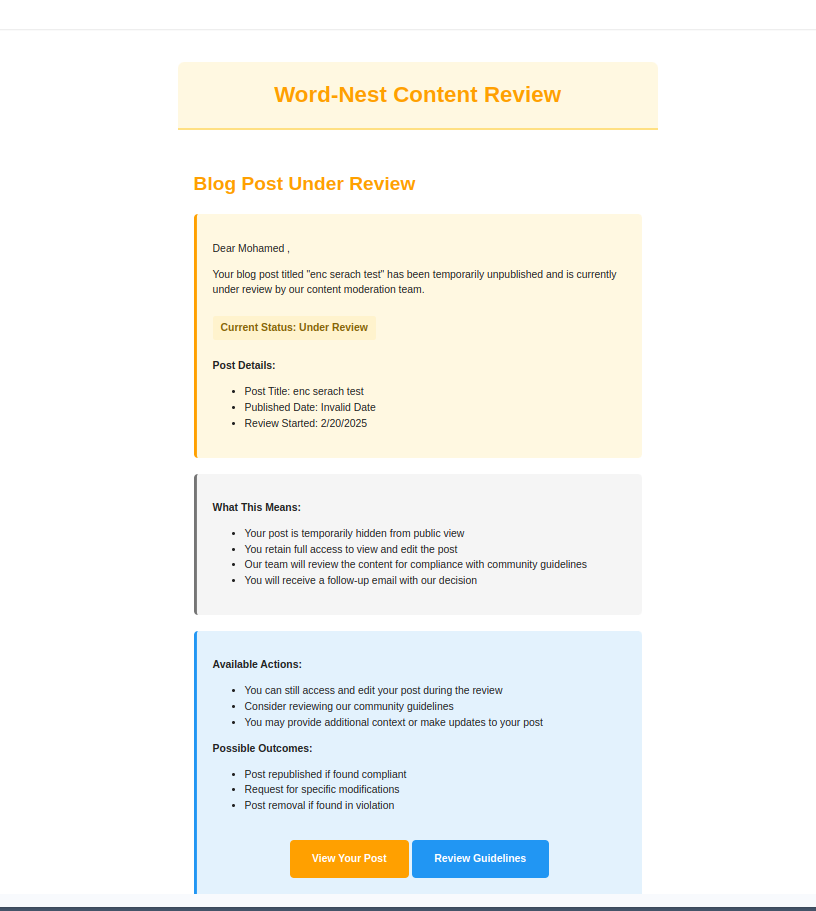 Word-Nest Content Review
Blog Post Under Review
Dear Mohamed ,
Your blog post titled "enc serach test" has been temporarily unpublished and is currently
under review by our content moderation team.
Current Status: Under Review
Post Details:
• Post Title: enc serach test
• Published Date: Invalid Date
• Review Started: 2/20/2025
What This Means:
• Your post is temporarily hidden from public view
• You retain full access to view and edit the post
• Our team will review the content for compliance with community guidelines
• You will receive a follow-up email with our decision
Available Actions:
• You can still access and edit your post during the review
• Consider reviewing our community guidelines
• You may provide additional context or make updates to your post
Possible Outcomes:
• Post republished if found compliant
• Request for specific modifications
• Post removal if found in violation
View Your Post
Review Guidelines